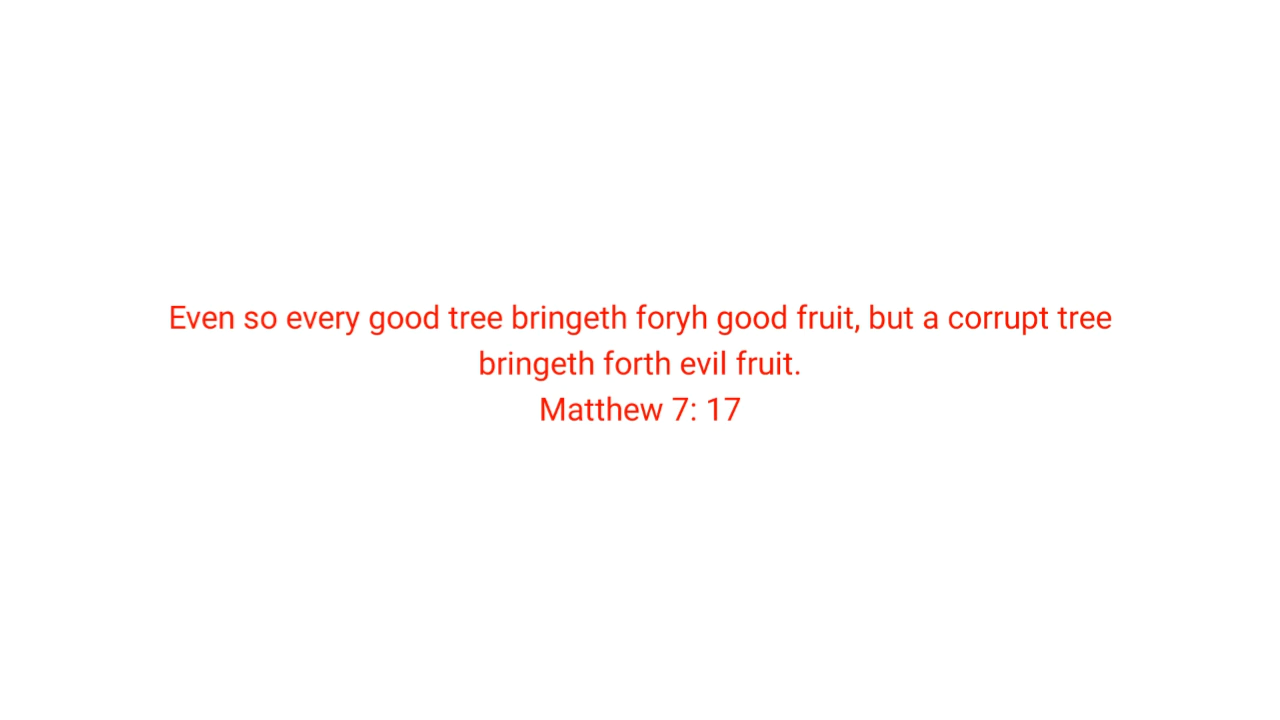 Even so every good tree bringeth foryh good fruit, but a corrupt tree
bringeth forth evil fruit.
Matthew 7: 17